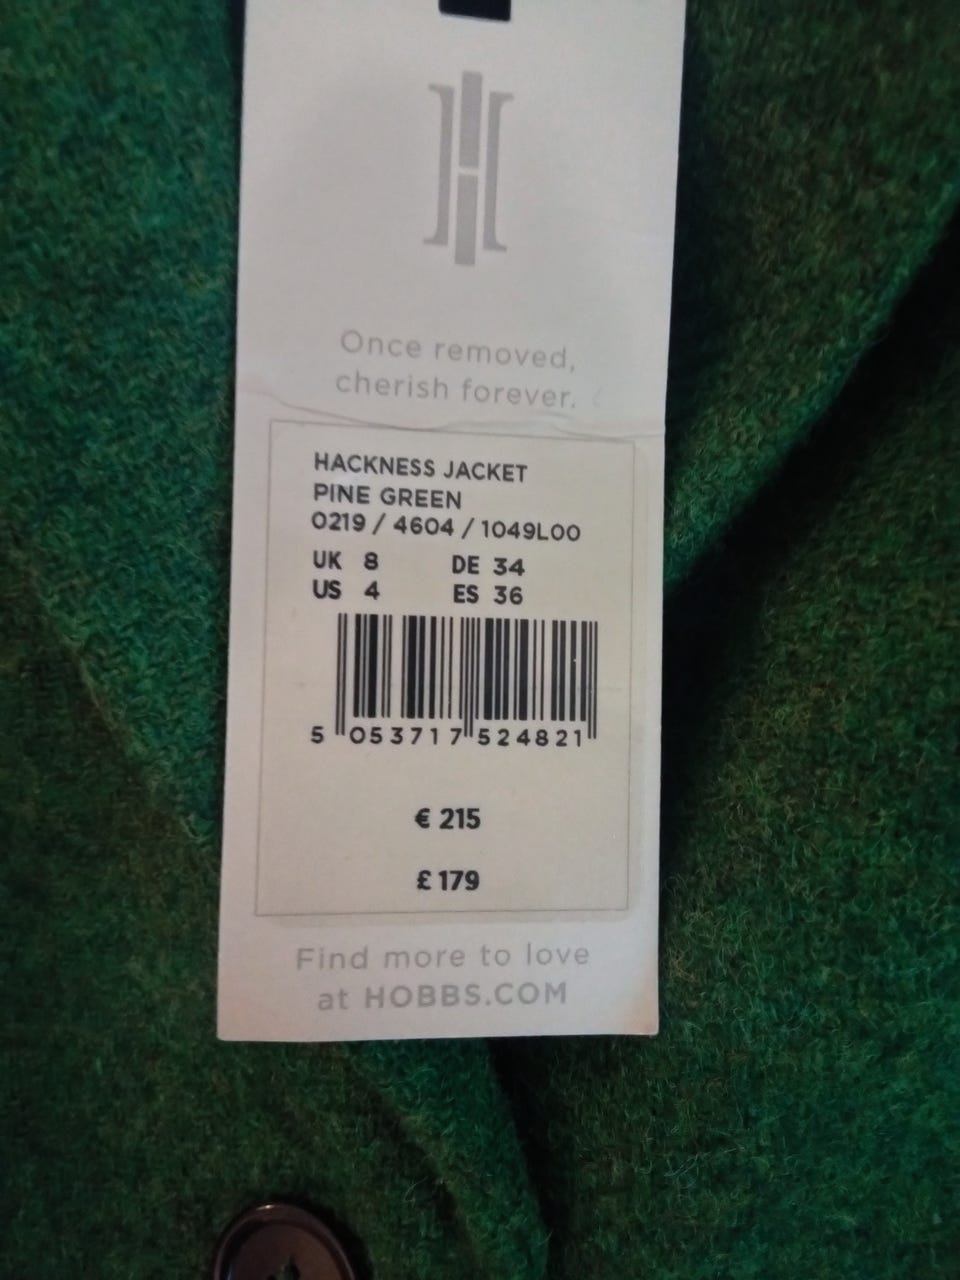 Once removed,
cherish forever.
HACKNESS JACKET
PINE GREEN
0219 / 4604 / 1049L00
UK 8 DE 34
US 4 ES 36
5 053717 524821
€ 215
£ 179
Find more to love
at HOBBS.COM